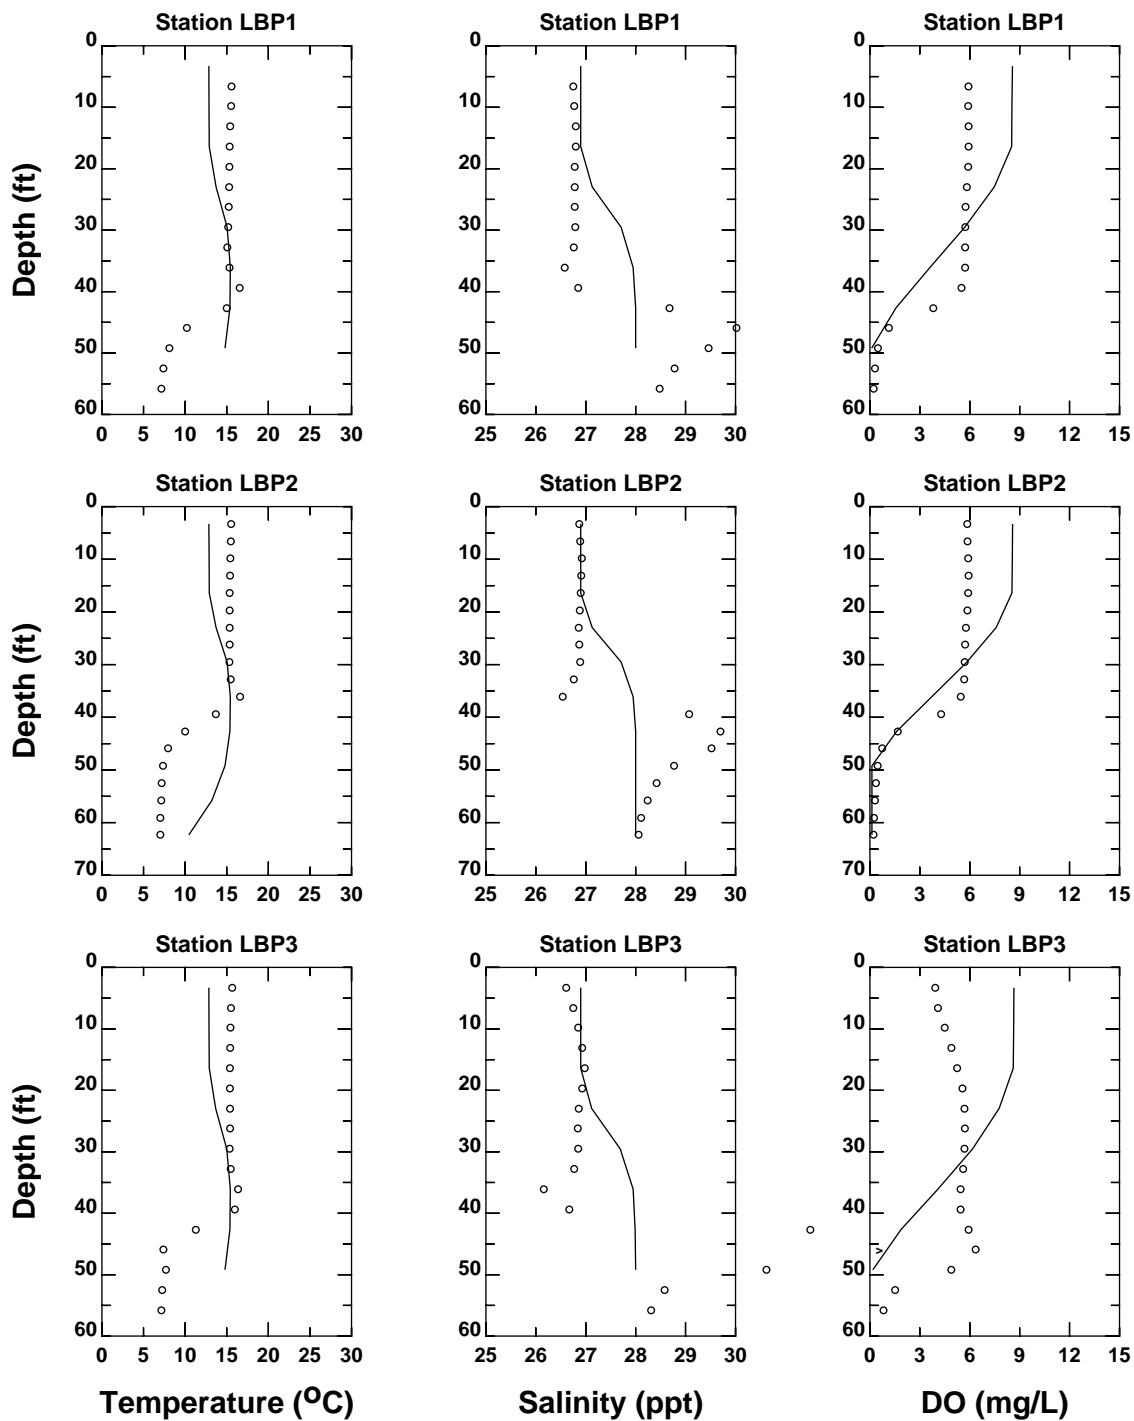 Station LBP1 Station LBP1 Station LBP1
0 0 0
10 10 10
20 20 20
30 30 30
40 40 40
50 50 50
60 60 60
Depth (ft)
0 5 10 15 20 25 30 25 26 27 28 29 30 0 3 6 9 12 15
Station LBP2 Station LBP2 Station LBP2
0 0 0
10 10 10
20 20 20
30 30 30
40 40 40
50 50 50
60 60 60
70 70 70
Depth (ft)
0 5 10 15 20 25 30 25 26 27 28 29 30 0 3 6 9 12 15
Station LBP3 Station LBP3 Station LBP3
0 0 0
10 10 10
20 20 20
30 30 30
40 40 40
50 50 50
60 60 60
Depth (ft)
0 5 10 15 20 25 30 25 26 27 28 29 30 0 3 6 9 12 15
Temperature (ºC) Salinity (ppt) DO (mg/L)